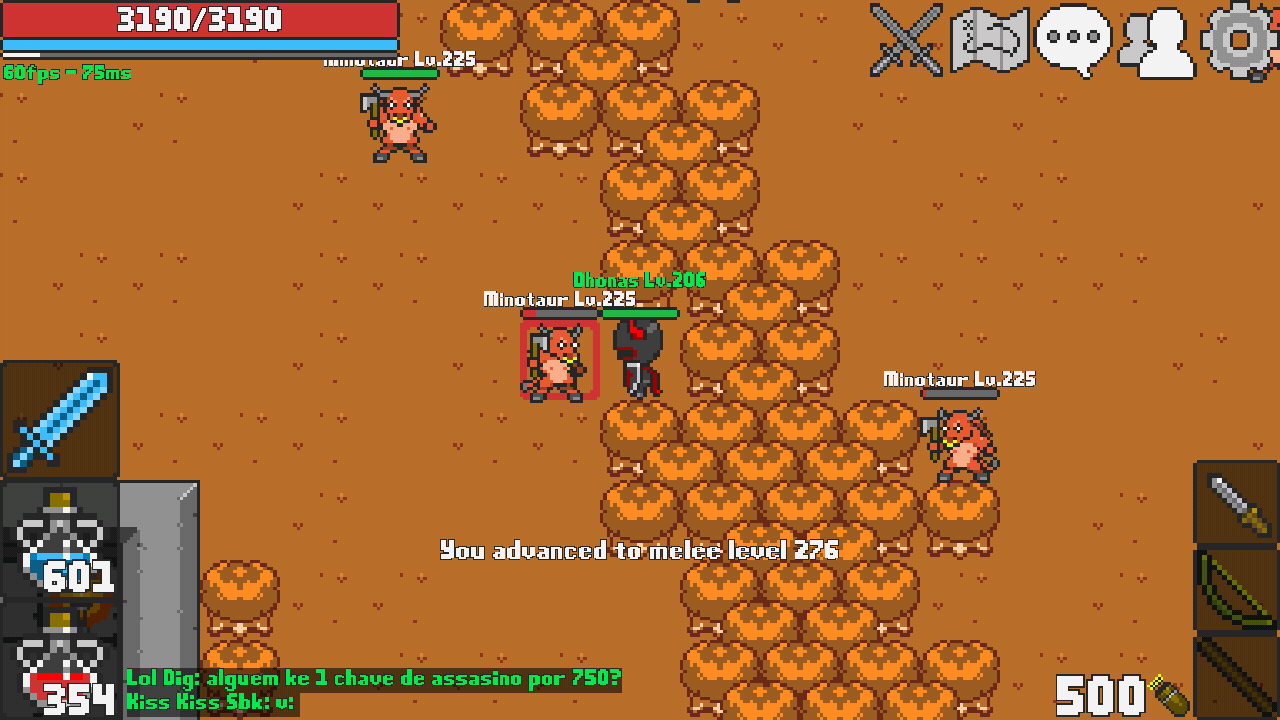 3190/3190
60fps - 75ms
Minotaur Lv.225
Dhonas Lv.206
Minotaur Lv.225
Minotaur Lv.225
You advanced to melee level 276
601
354
Lol Dig: alguem ke 1 chave de assasino por 750?
Kiss Kiss Sbk: v:
500